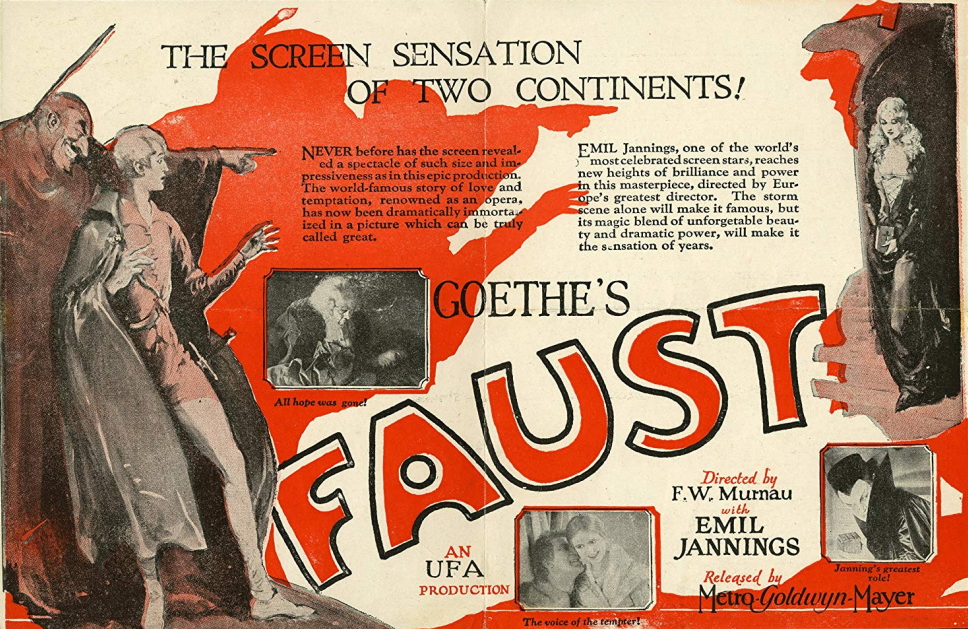 THE SCREEN SENSATION
OF TWO CONTINENTS!
NEVER before has the screen reveal-
ed a spectacle of such size and im-
pressiveness as in this epic production.
The world-famous story of love and
temptation, renowned as an opera,
has now been dramatically immorta-
ized in a picture which can be truly
called great.
EMIL Jannings, one of the world's
most celebrated screen stars, reaches
new heights of brilliance and power
in this masterpiece, directed by Eur-
ope's greatest director. The storm
scene alone will make it famous, but
its magic blend of unforgetable beau-
ty and dramatic power, will make it
the sensation of years.
GOETHE'S
FAUST
All hope was gone!
AN
UFA
PRODUCTION
The voice of the tempter!
Directed by
F.W. Murnau
with
EMIL
JANNINGS
Released by
Metro-Goldwyn-Mayer
Janning's greatest
role!